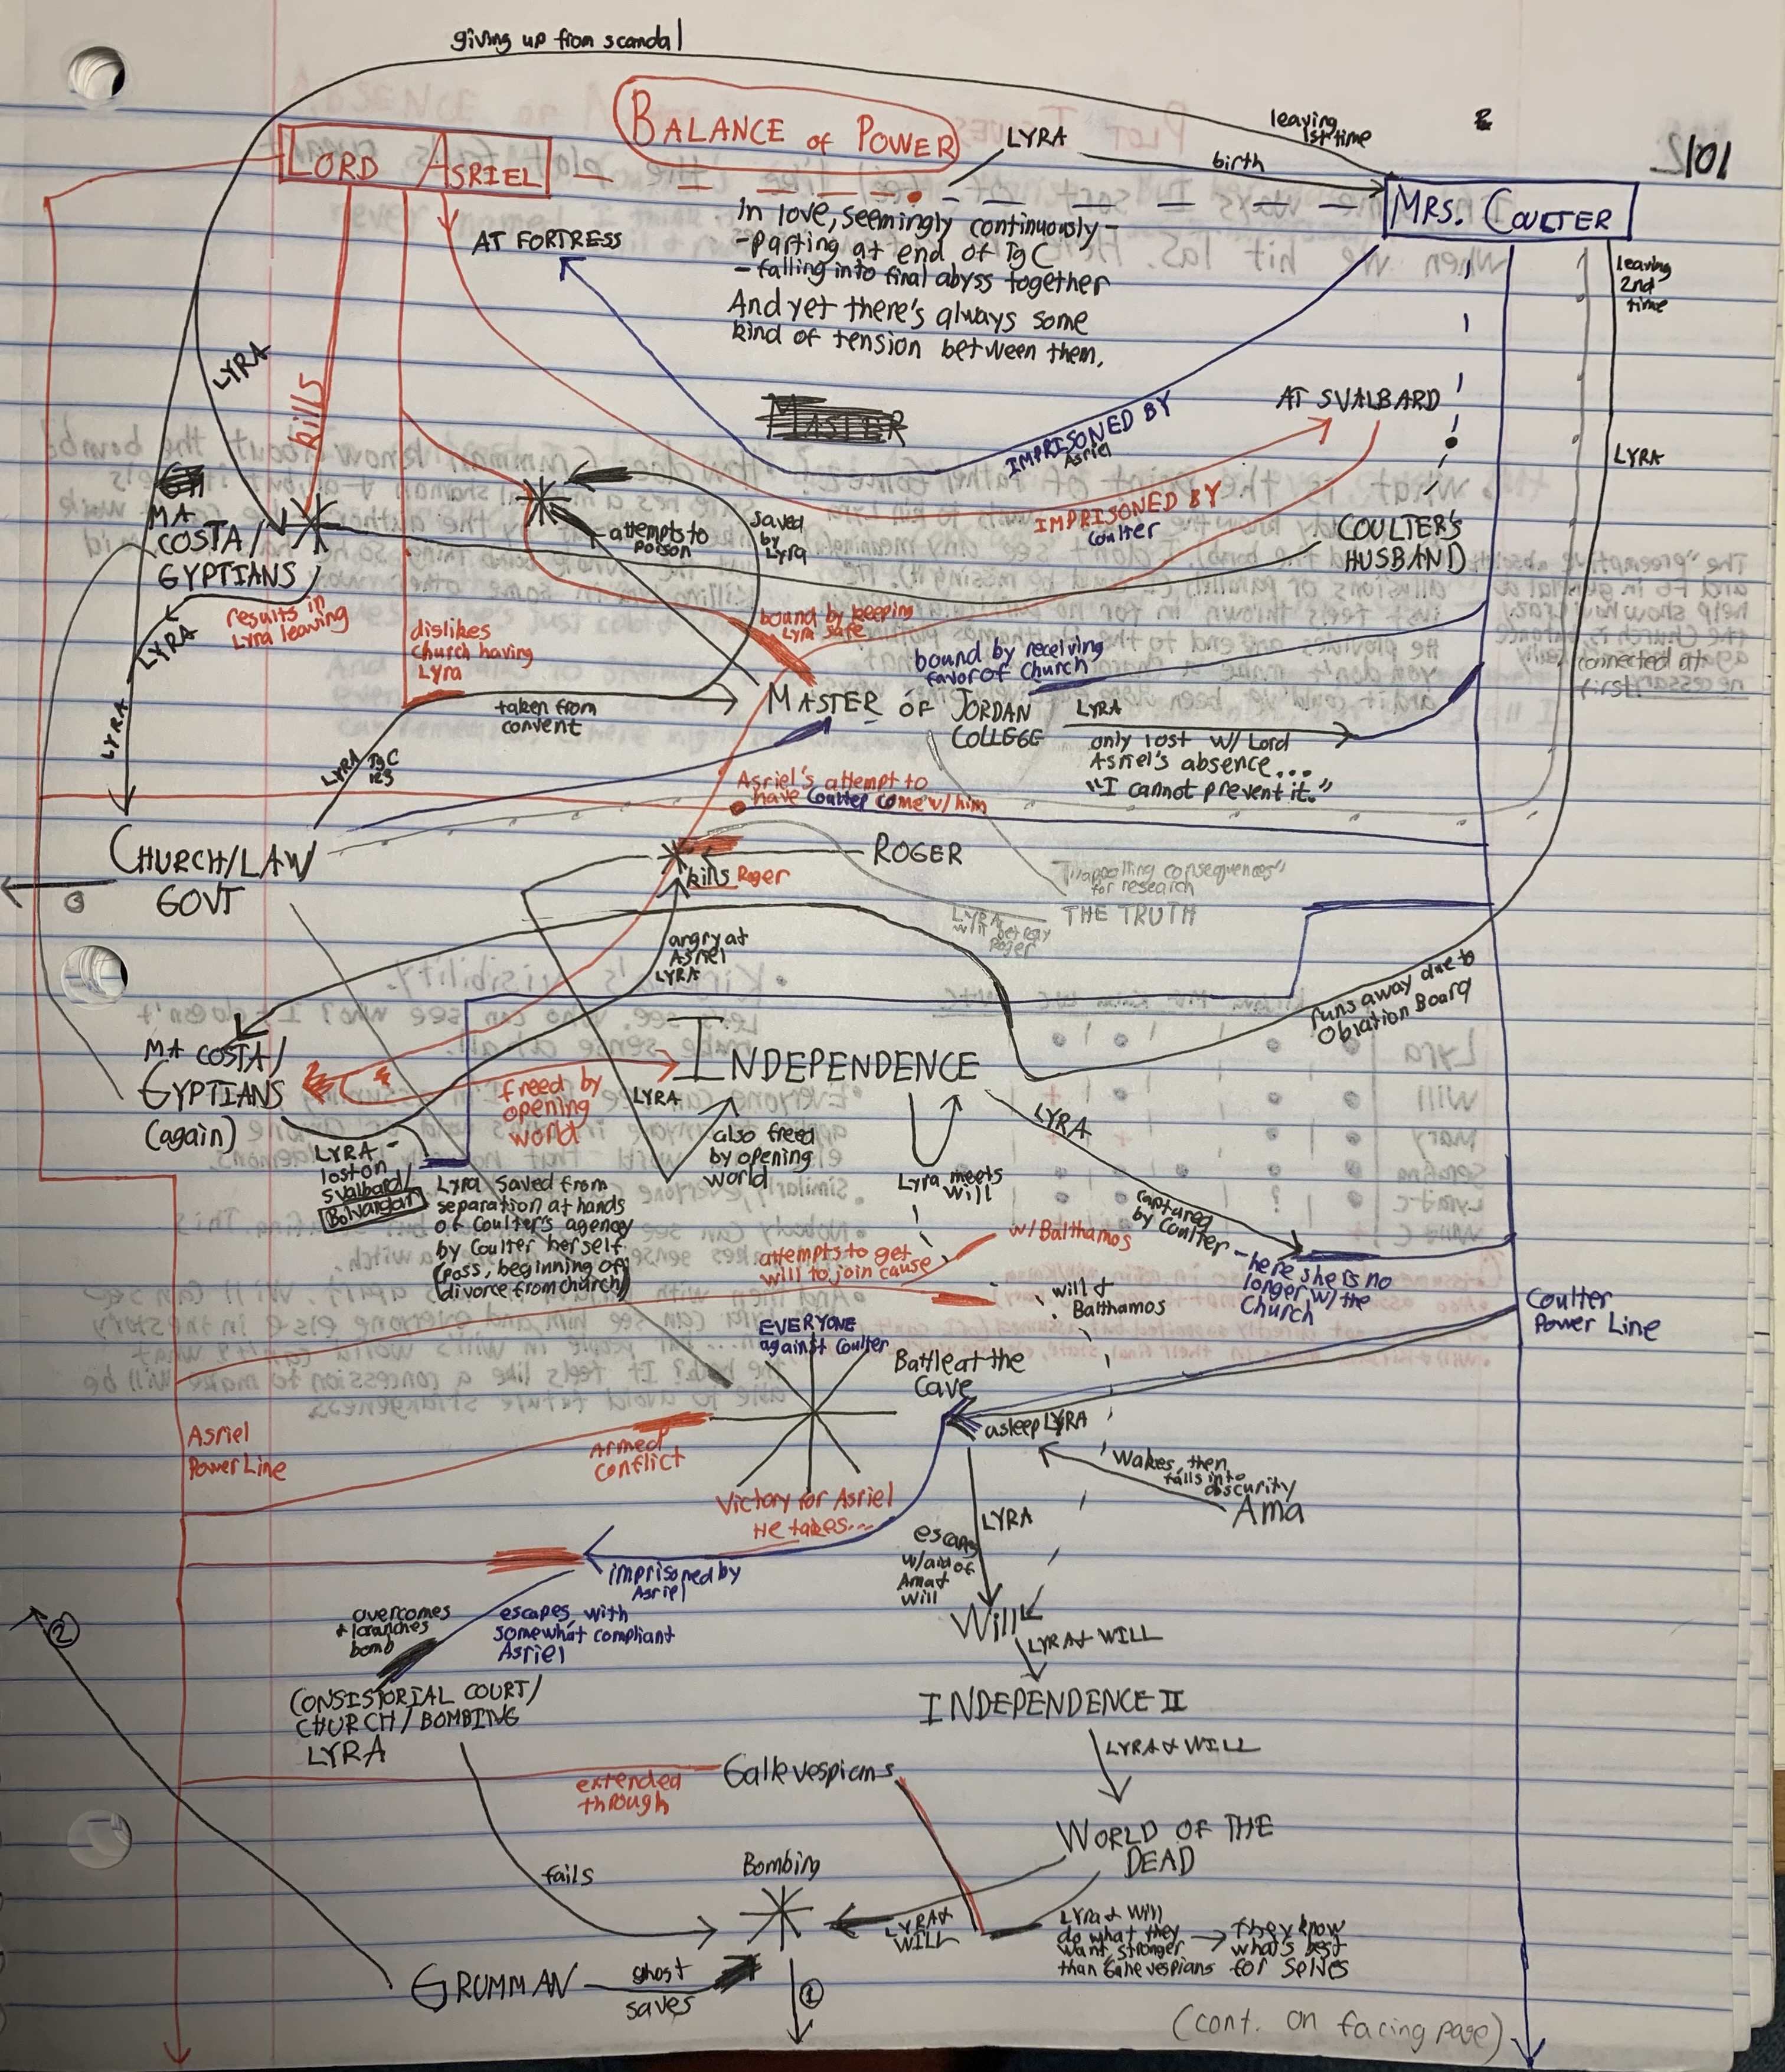 giving up from scandal
BALANCE of POWER
LYRA
leaving
1st time
birth
101
LORD ASRIEL
MRS. COULTER
AT FORTRESS
In love, seemingly continuously -
- Parting at end of TgC
- falling into final abyss together
And yet there's always some
kind of tension between them.
leaving
2nd
time
LYRA
kills
MASTER
IMPRISONED BY
Asriel
AT SVALBARD
LYRA
MA
COSTA/
GYPTIANS
attempts to
poison
saved
by
Lyra
IMPRISONED BY
Coulter
COULTER'S
HUSBAND
results in
Lyra leaving
LYRA
dislikes
Church having
Lyra
bound by keeping
Lyra safe
bound by receiving
favor of Church
connected at
first
LYRA
taken from
convent
MASTER OF JORDAN
COLLEGE
LYRA
only lost w/ Lord
Asriel's absence...
"I cannot prevent it."
LYRA
TgC
123
Asriel's attempt to
have Coulter come w/ him
CHURCH/LAW
GOVT
ROGER
kills Roger
"appalling consequences"
for research
THE TRUTH
LYRA
will betray
Roger
angry at
Asriel
LYRA
runs away due to
Oblation Board
MA COSTA/
GYPTIANS
(again)
INDEPENDENCE
freed by
opening
world
LYRA
also freed
by opening
world
LYRA
Lyra meets
Will
LYRA
lost on
Svalbard/
Bolvangar
Lyra saved from
separation at hands
of Coulter's agency
by Coulter herself
(poss. beginning of
divorce from church)
captured
by Coulter - here she is no
longer w/ the
Church
w/ Balthamos
attempts to get
will to join cause
will &
Balthamos
Coulter
Power Line
EVERYONE
against Coulter
Battle at the
Cave
asleep LYRA
Asriel
Power Line
Armed
conflict
Wakes, then
falls into
obscurity
Ama
Victory for Asriel
He takes...
LYRA
escapes
w/ aid of
Ama &
Will
imprisoned by
Asriel
overcomes
& launches
bomb
escapes with
somewhat compliant
Asriel
Will
LYRA & WILL
②
CONSISTORIAL COURT/
CHURCH/BOMBING
LYRA
INDEPENDENCE II
LYRA & WILL
extended
through
Gallevespians
WORLD OF THE
DEAD
fails
Bombing
LYRA &
WILL
Lyra & Will
do what they
want, stronger
than Gallevespians
they know
what's best
for selves
GRUMMAN
ghost
saves
①
(cont. on facing page)